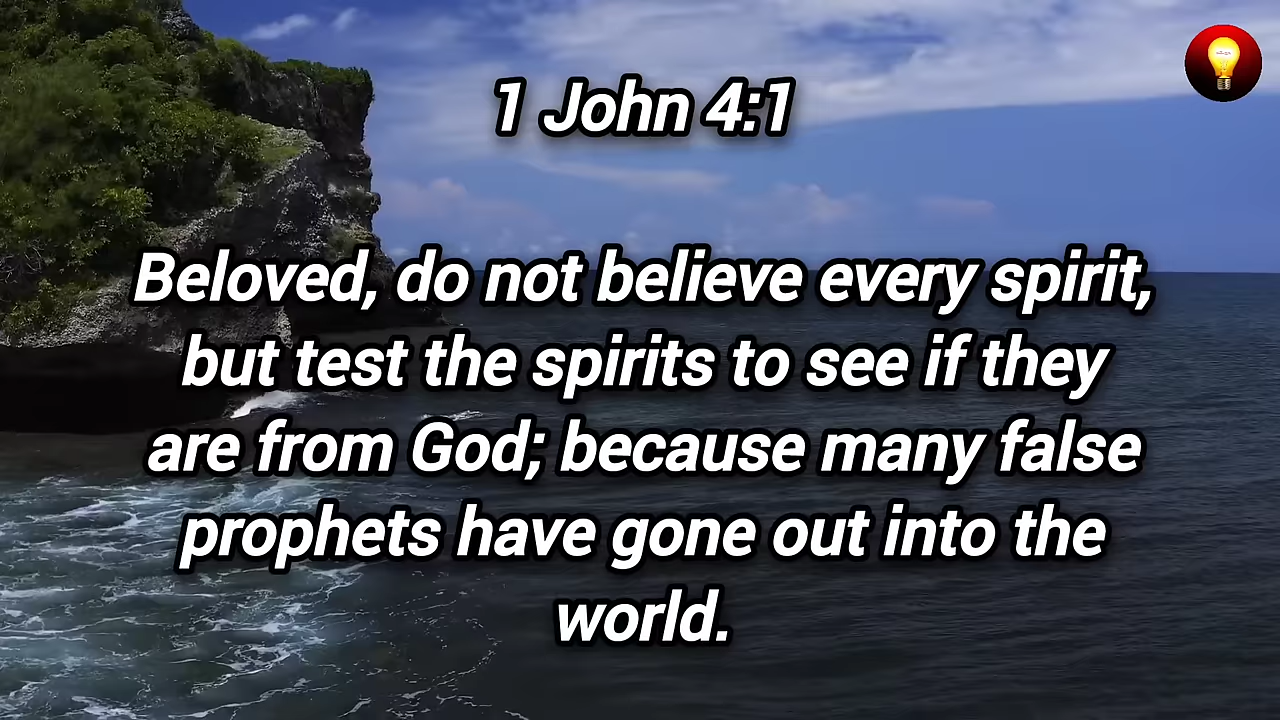 1 John 4:1
Beloved, do not believe every spirit,
but test the spirits to see if they
are from God; because many false
prophets have gone out into the
world.